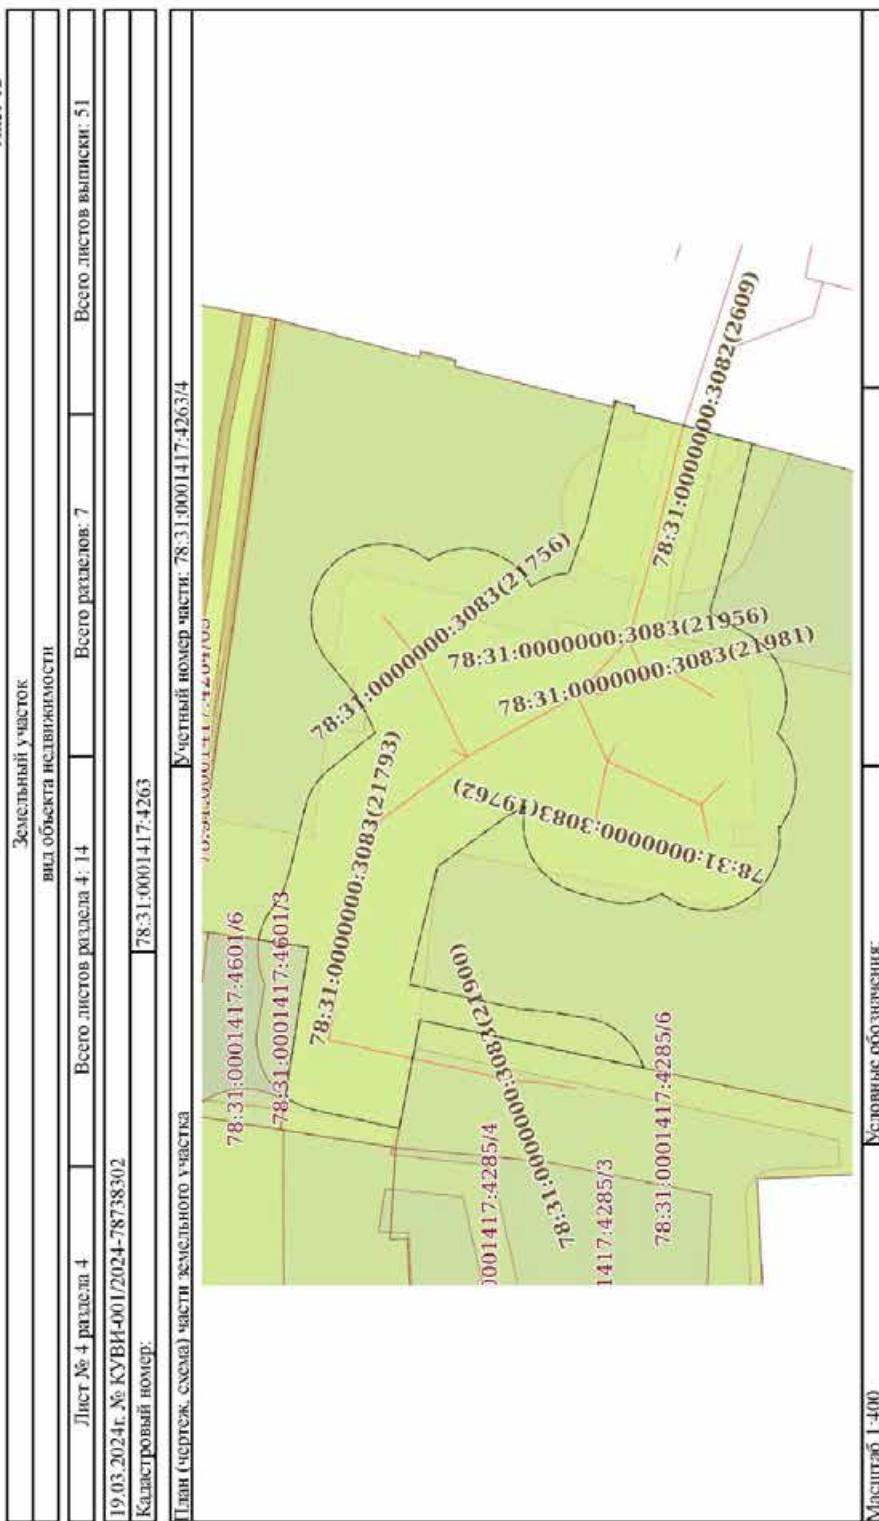 Земельный участок
вид объекта недвижимости
Лист № 4 раздела 4 Всего листов раздела 4: 14 Всего разделов: 7 Всего листов выписки: 51
19.03.2024г. № КУВИ-001/2024-78738302
Кадастровый номер: 78:31:0001417:4263
План (чертеж, схема) части земельного участка Учетный номер части: 78:31:0001417:4263/4
78:31:0001417:4601/6
78:31:0001417:4601/3
78:31:0000000:3083(21793)
78:31:0000000:3083(21756)
78:31:0000000:3083(21956)
78:31:0000000:3083(21981)
78:31:0000000:3082(2609)
78:31:0000000:3083(19762)
78:31:0000000:3083(21900)
0001417:4285/4
1417:4285/3
78:31:0001417:4285/6
Масштаб 1:400 Условные обозначения: